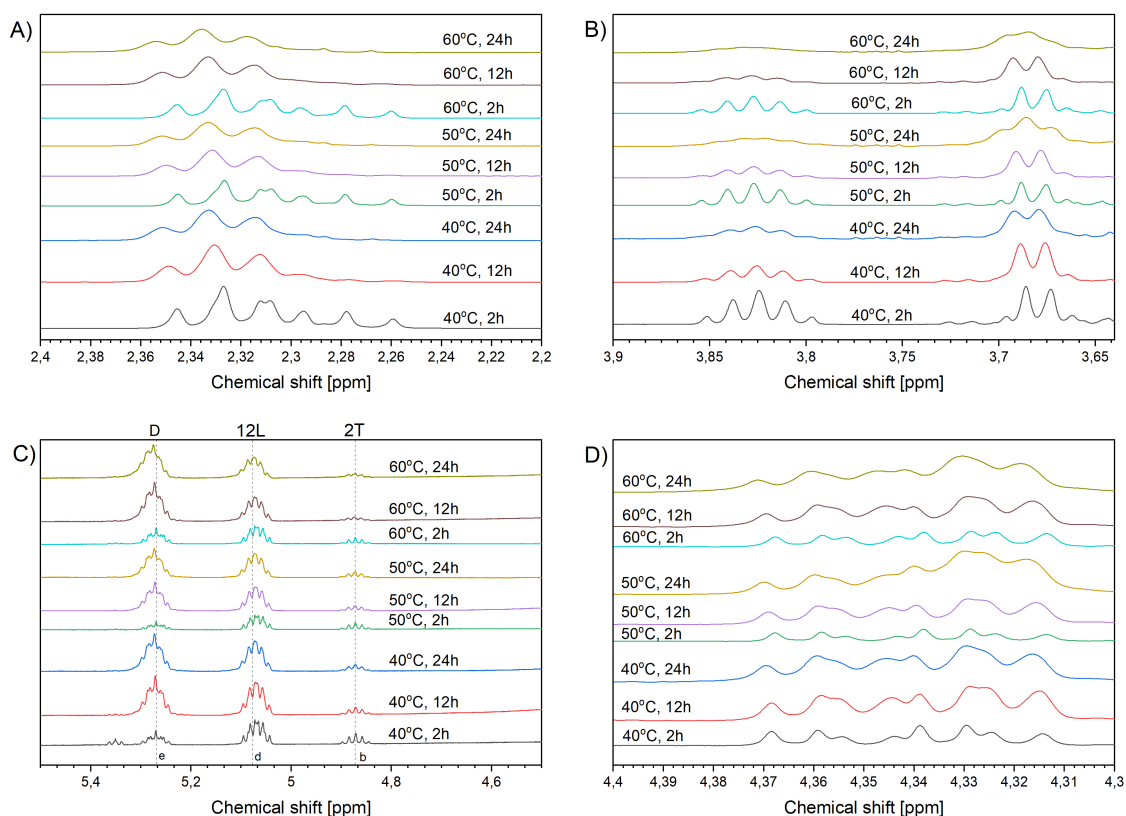 A)
60°C, 24h
60°C, 12h
60°C, 2h
50°C, 24h
50°C, 12h
50°C, 2h
40°C, 24h
40°C, 12h
40°C, 2h
2,4 2,38 2,36 2,34 2,32 2,3 2,28 2,26 2,24 2,22 2,2
Chemical shift [ppm]
B)
60°C, 24h
60°C, 12h
60°C, 2h
50°C, 24h
50°C, 12h
50°C, 2h
40°C, 24h
40°C, 12h
40°C, 2h
3,9 3,85 3,8 3,75 3,7 3,65
Chemical shift [ppm]
C)
D 12L 2T
60°C, 24h
60°C, 12h
60°C, 2h
50°C, 24h
50°C, 12h
50°C, 2h
40°C, 24h
40°C, 12h
40°C, 2h
e d b
5,4 5,2 5 4,8 4,6
Chemical shift [ppm]
D)
60°C, 24h
60°C, 12h
60°C, 2h
50°C, 24h
50°C, 12h
50°C, 2h
40°C, 24h
40°C, 12h
40°C, 2h
4,4 4,39 4,38 4,37 4,36 4,35 4,34 4,33 4,32 4,31 4,3
Chemical shift [ppm]